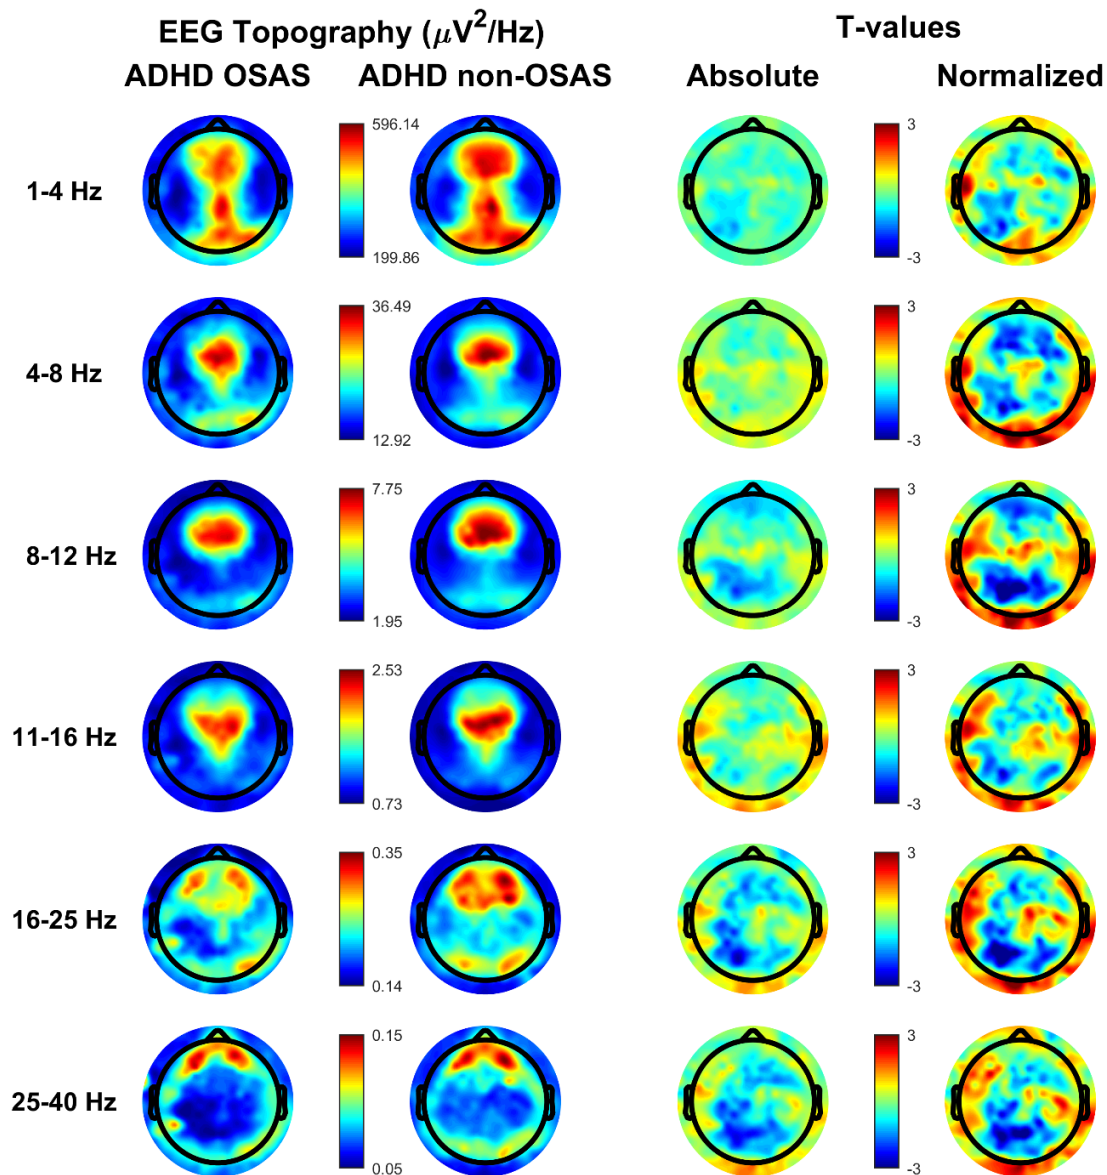 EEG Topography (μV²/Hz) T-values
ADHD OSAS ADHD non-OSAS Absolute Normalized
1-4 Hz 596.14 3
199.86 -3
4-8 Hz 36.49 3
12.92 -3
8-12 Hz 7.75 3
1.95 -3
11-16 Hz 2.53 3
0.73 -3
16-25 Hz 0.35 3
0.14 -3
25-40 Hz 0.15 3
0.05 -3